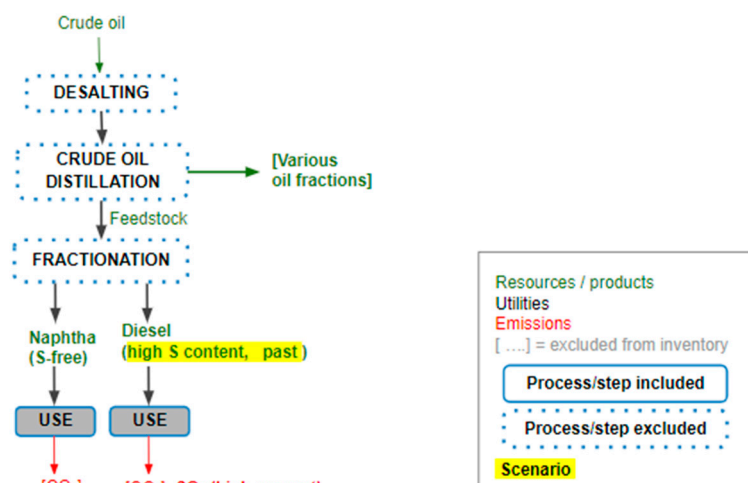 Crude oil
DESALTING
CRUDE OIL
DISTILLATION
[Various
oil fractions]
Feedstock
FRACTIONATION
Naphtha
(S-free)
Diesel
(high S content, past)
USE
USE
Resources / products
Utilities
Emissions
[ ....] = excluded from inventory
Process/step included
Process/step excluded
Scenario